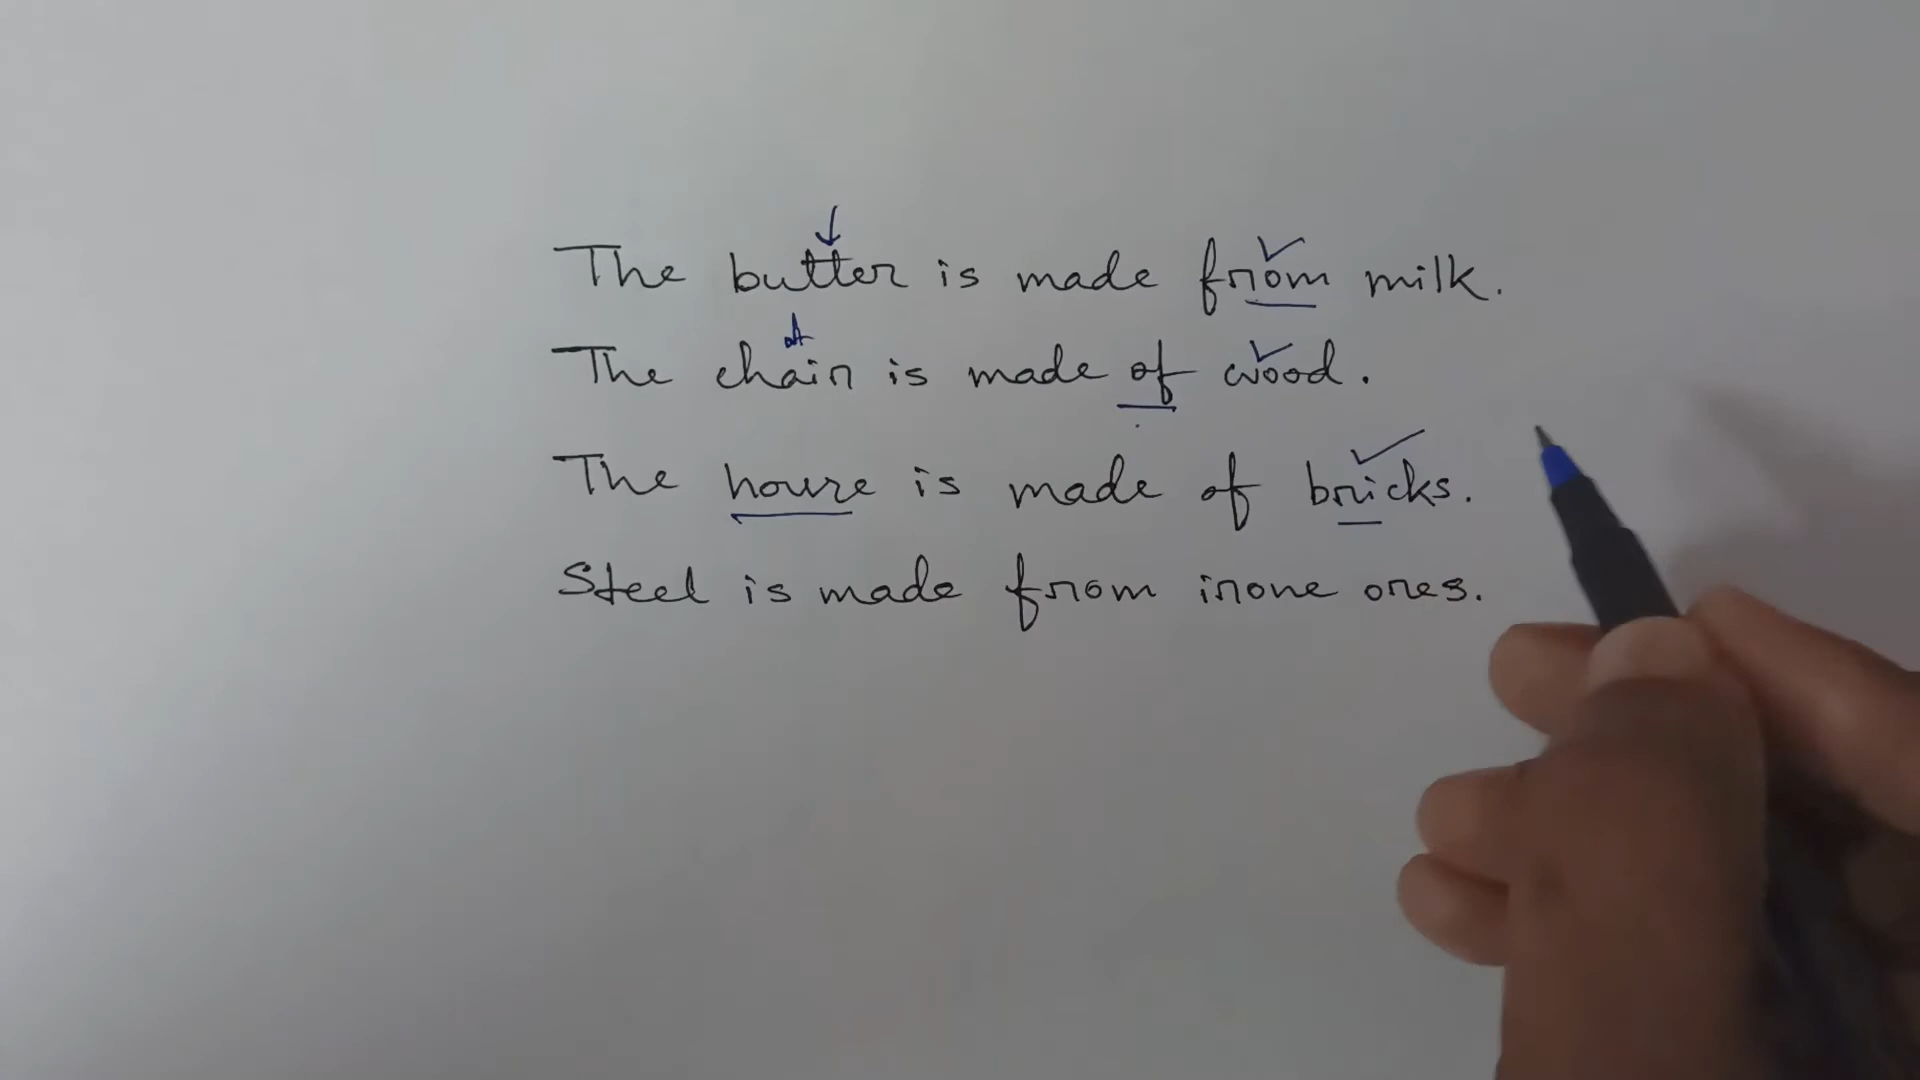 The butter is made from milk.
The chair is made of wood.
The house is made of bricks.
Steel is made from irone ores.